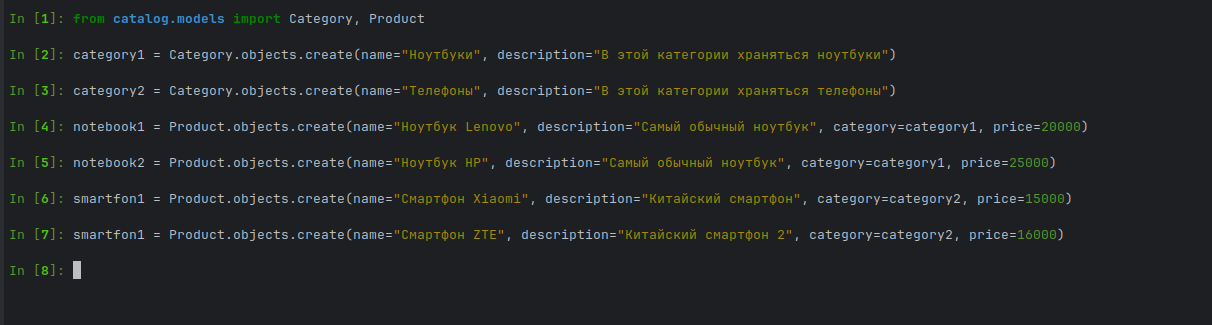 In [1]: from catalog.models import Category, Product
In [2]: category1 = Category.objects.create(name="Ноутбуки", description="В этой категории храняться ноутбуки")
In [3]: category2 = Category.objects.create(name="Телефоны", description="В этой категории храняться телефоны")
In [4]: notebook1 = Product.objects.create(name="Ноутбук Lenovo", description="Самый обычный ноутбук", category=category1, price=20000)
In [5]: notebook2 = Product.objects.create(name="Ноутбук HP", description="Самый обычный ноутбук", category=category1, price=25000)
In [6]: smartfon1 = Product.objects.create(name="Смартфон Xiaomi", description="Китайский смартфон", category=category2, price=15000)
In [7]: smartfon1 = Product.objects.create(name="Смартфон ZTE", description="Китайский смартфон 2", category=category2, price=16000)
In [8]: